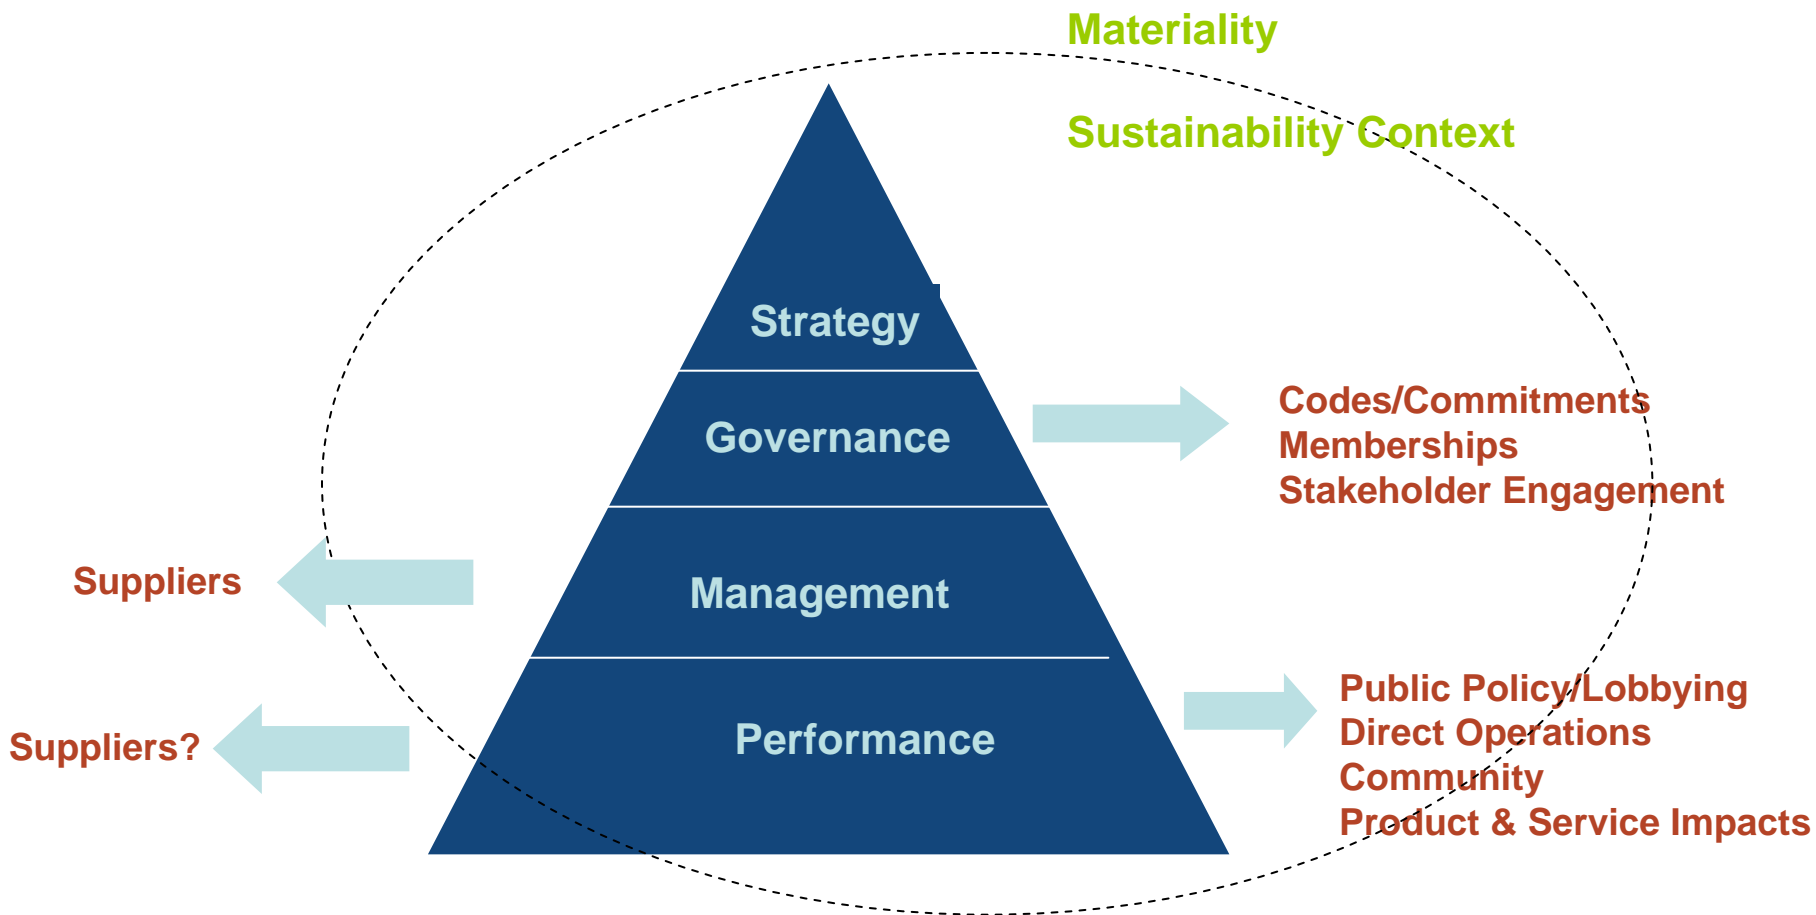 Materiality
Sustainability Context
Strategy
Governance
Codes/Commitments
Memberships
Stakeholder Engagement
Suppliers
Management
Suppliers?
Performance
Public Policy/Lobbying
Direct Operations
Community
Product & Service Impacts